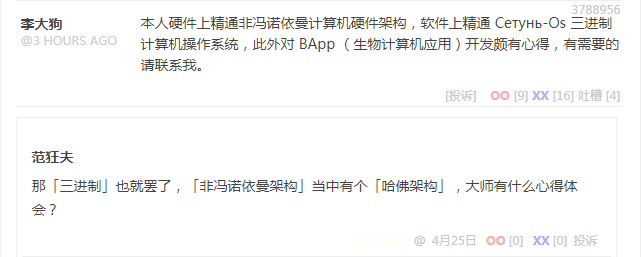 3788956
李大狗
@3 HOURS AGO
本人硬件上精通非冯诺依曼计算机硬件架构，软件上精通 Сетунь-Os 三进制
计算机操作系统，此外对 BApp （生物计算机应用）开发颇有心得，有需要的
请联系我。
[投诉] OO [9] XX [16] 吐槽 [4]
范狂夫
那「三进制」也就罢了，「非冯诺依曼架构」当中有个「哈佛架构」，大师有什么心得体
会？
@ 4月25日 OO [0] XX [0] 投诉